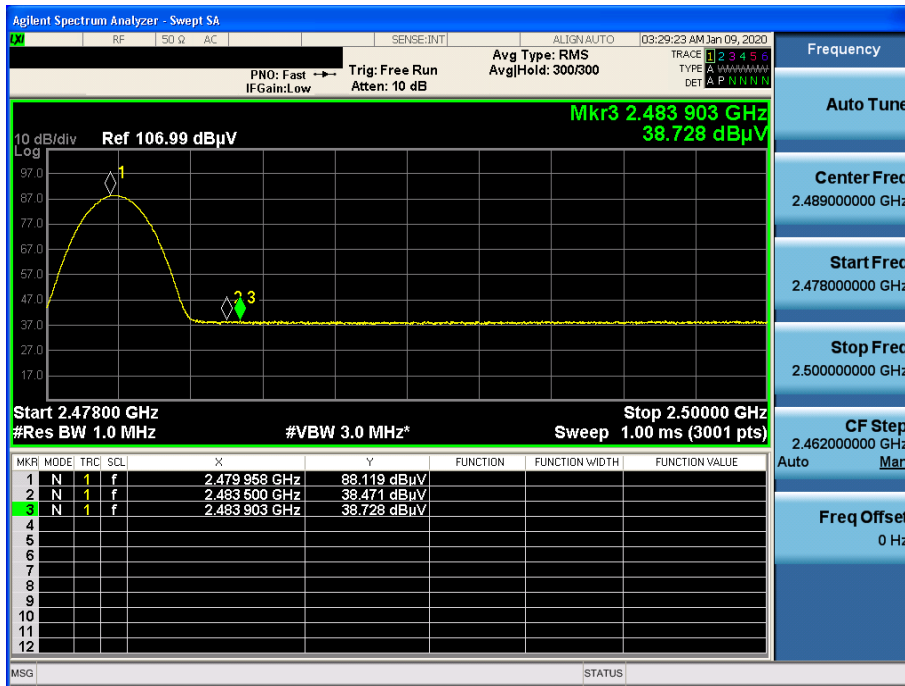 Agilent Spectrum Analyzer - Swept SA
LXI RF 50 Ω AC SENSE:INT ALIGN AUTO 03:29:23 AM Jan 09, 2020
PNO: Fast Trig: Free Run Avg Type: RMS TRACE 1 2 3 4 5 6
IFGain:Low Atten: 10 dB Avg|Hold: 300/300 TYPE A WWWWW
DET A P N N N N
Mkr3 2.483 903 GHz
38.728 dBµV
10 dB/div Ref 106.99 dBµV
Log
97.0
87.0
77.0
67.0
57.0
47.0
37.0
27.0
17.0
1
2 3
Start 2.47800 GHz Stop 2.50000 GHz
#Res BW 1.0 MHz #VBW 3.0 MHz* Sweep 1.00 ms (3001 pts)
MKR MODE TRC SCL X Y FUNCTION FUNCTION WIDTH FUNCTION VALUE
1 N 1 f 2.479 958 GHz 88.119 dBµV
2 N 1 f 2.483 500 GHz 38.471 dBµV
3 N 1 f 2.483 903 GHz 38.728 dBµV
4
5
6
7
8
9
10
11
12
MSG STATUS
Frequency
Auto Tune
Center Freq
2.489000000 GHz
Start Freq
2.478000000 GHz
Stop Freq
2.500000000 GHz
CF Step
2.462000000 GHz
Auto Man
Freq Offset
0 Hz